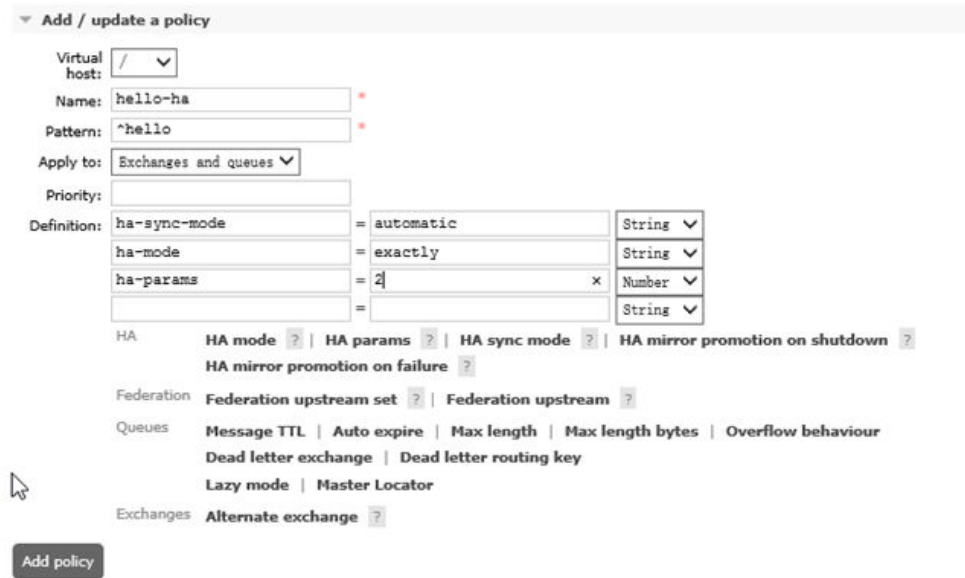 Add / update a policy
Virtual host: /
Name: hello-ha *
Pattern: ^hello *
Apply to: Exchanges and queues
Priority:
Definition: ha-sync-mode = automatic String
ha-mode = exactly String
ha-params = 2 × Number
= String
HA HA mode ? | HA params ? | HA sync mode ? | HA mirror promotion on shutdown ?
HA mirror promotion on failure ?
Federation Federation upstream set ? | Federation upstream ?
Queues Message TTL | Auto expire | Max length | Max length bytes | Overflow behaviour
Dead letter exchange | Dead letter routing key
Lazy mode | Master Locator
Exchanges Alternate exchange ?
Add policy